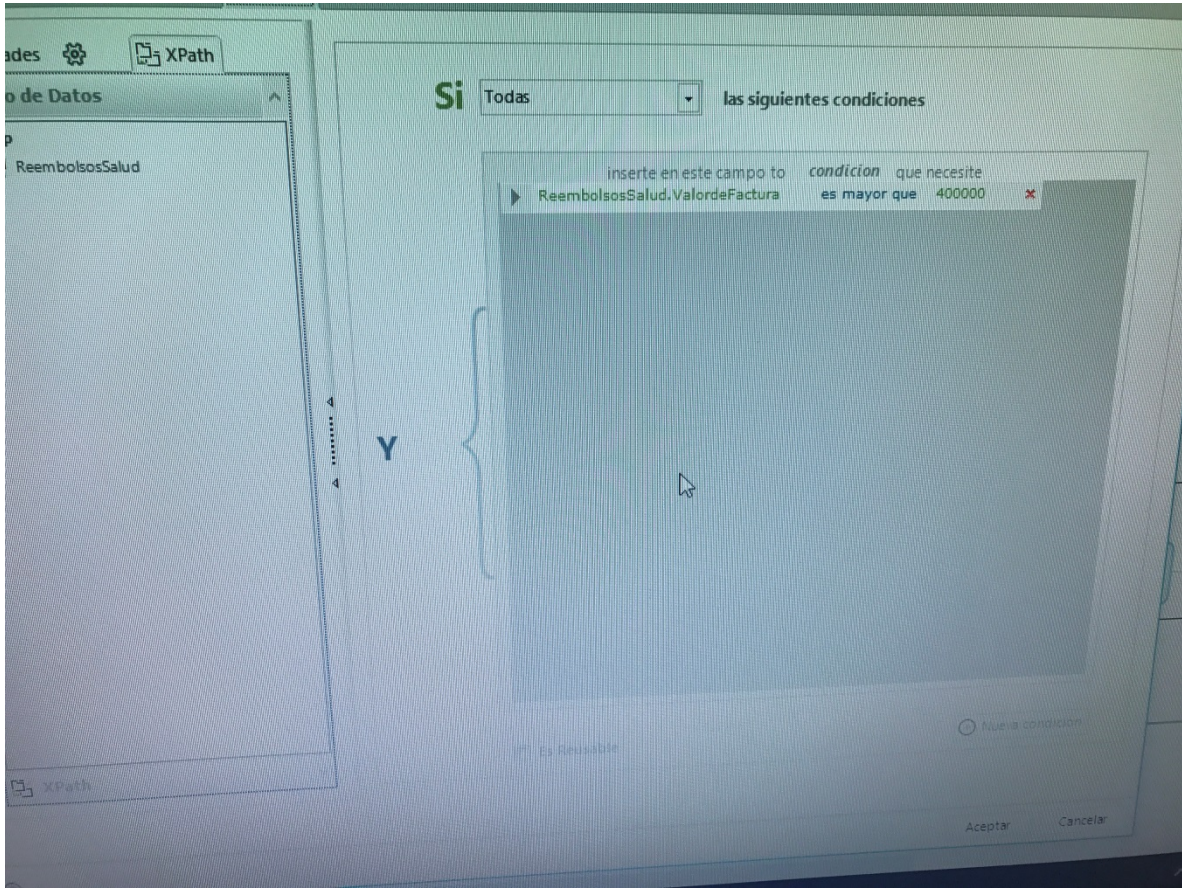 ades XPath
o de Datos
p
ReembolsosSalud
XPath
Si Todas las siguientes condiciones
inserte en este campo to condicion que necesite
ReembolsosSalud.ValordeFactura es mayor que 400000
Y
Es Reusable
Nueva condicion
Aceptar Cancelar